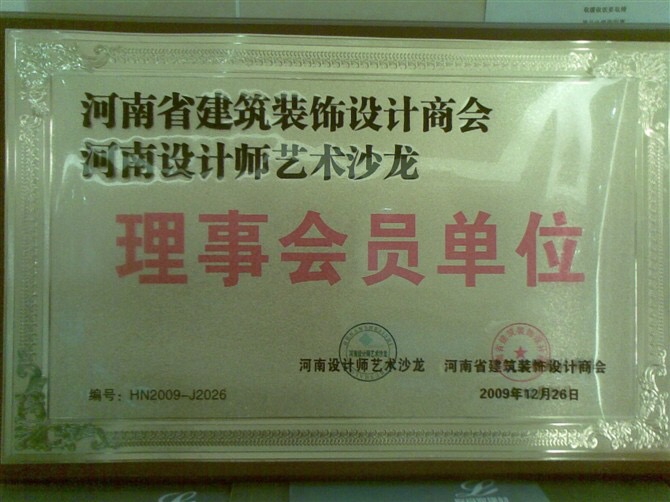 河南省建筑装饰设计商会
河南设计师艺术沙龙
理事会员单位
河南设计师艺术沙龙 河南省建筑装饰设计商会
编号：HN2009-J2026 2009年12月26日